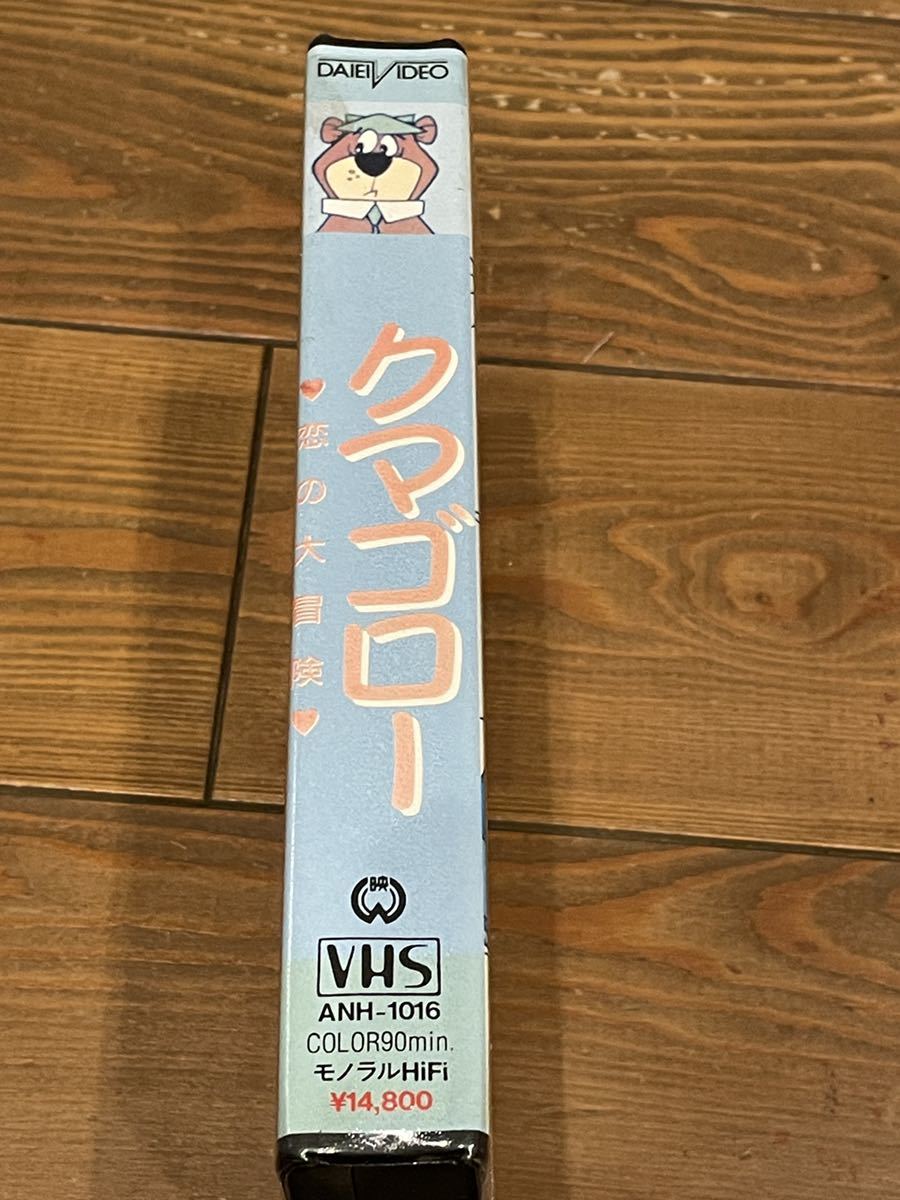 DAIEI VIDEO
クマゴロー
♥恋の大冒険♥
映
VHS
ANH-1016
COLOR90min.
モノラルHiFi
¥14,800